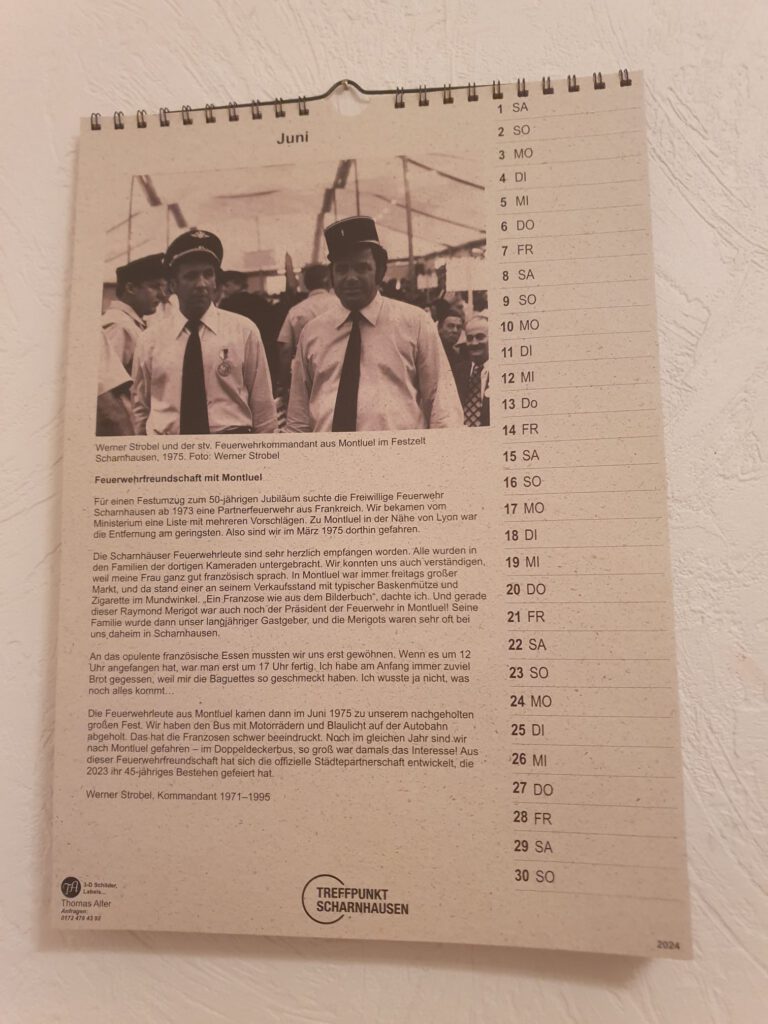 Juni
Werner Strobel und der stv. Feuerwehrkommandant aus Montluel im Festzelt
Scharnhausen, 1975. Foto: Werner Strobel
Feuerwehrfreundschaft mit Montluel
Für einen Festumzug zum 50-jährigen Jubiläum suchte die Freiwillige Feuerwehr
Scharnhausen ab 1973 eine Partnerfeuerwehr aus Frankreich. Wir bekamen vom
Ministerium eine Liste mit mehreren Vorschlägen. Zu Montluel in der Nähe von Lyon war
die Entfernung am geringsten. Also sind wir im März 1975 dorthin gefahren.
Die Scharnhäuser Feuerwehrleute sind sehr herzlich empfangen worden. Alle wurden in
den Familien der dortigen Kameraden untergebracht. Wir konnten uns auch verständigen,
weil meine Frau ganz gut französisch sprach. In Montluel war immer freitags großer
Markt, und da stand einer an seinem Verkaufsstand mit typischer Baskenmütze und
Zigarette im Mundwinkel. „Ein Franzose wie aus dem Bilderbuch“, dachte ich. Und gerade
dieser Raymond Merigot war auch noch der Präsident der Feuerwehr in Montluel! Seine
Familie wurde dann unser langjähriger Gastgeber, und die Merigots waren sehr oft bei
uns daheim in Scharnhausen.
An das opulente französische Essen mussten wir uns erst gewöhnen. Wenn es um 12
Uhr angefangen hat, war man erst um 17 Uhr fertig. Ich habe am Anfang immer zuviel
Brot gegessen, weil mir die Baguettes so geschmeckt haben. Ich wusste ja nicht, was
noch alles kommt…
Die Feuerwehrleute aus Montluel kamen dann im Juni 1975 zu unserem nachgeholten
großen Fest. Wir haben den Bus mit Motorrädern und Blaulicht auf der Autobahn
abgeholt. Das hat die Franzosen schwer beeindruckt. Noch im gleichen Jahr sind wir
nach Montluel gefahren – im Doppeldeckerbus, so groß war damals das Interesse! Aus
dieser Feuerwehrfreundschaft hat sich die offizielle Städtepartnerschaft entwickelt, die
2023 ihr 45-jähriges Bestehen gefeiert hat.
Werner Strobel, Kommandant 1971–1995
1 SA
2 SO
3 MO
4 DI
5 MI
6 DO
7 FR
8 SA
9 SO
10 MO
11 DI
12 MI
13 Do
14 FR
15 SA
16 SO
17 MO
18 DI
19 MI
20 DO
21 FR
22 SA
23 SO
24 MO
25 DI
26 MI
27 DO
28 FR
29 SA
30 SO
TA
3-D Schilder,
Labels...
Thomas Aller
Anfragen:
TREFFPUNKT
SCHARNHAUSEN
2024